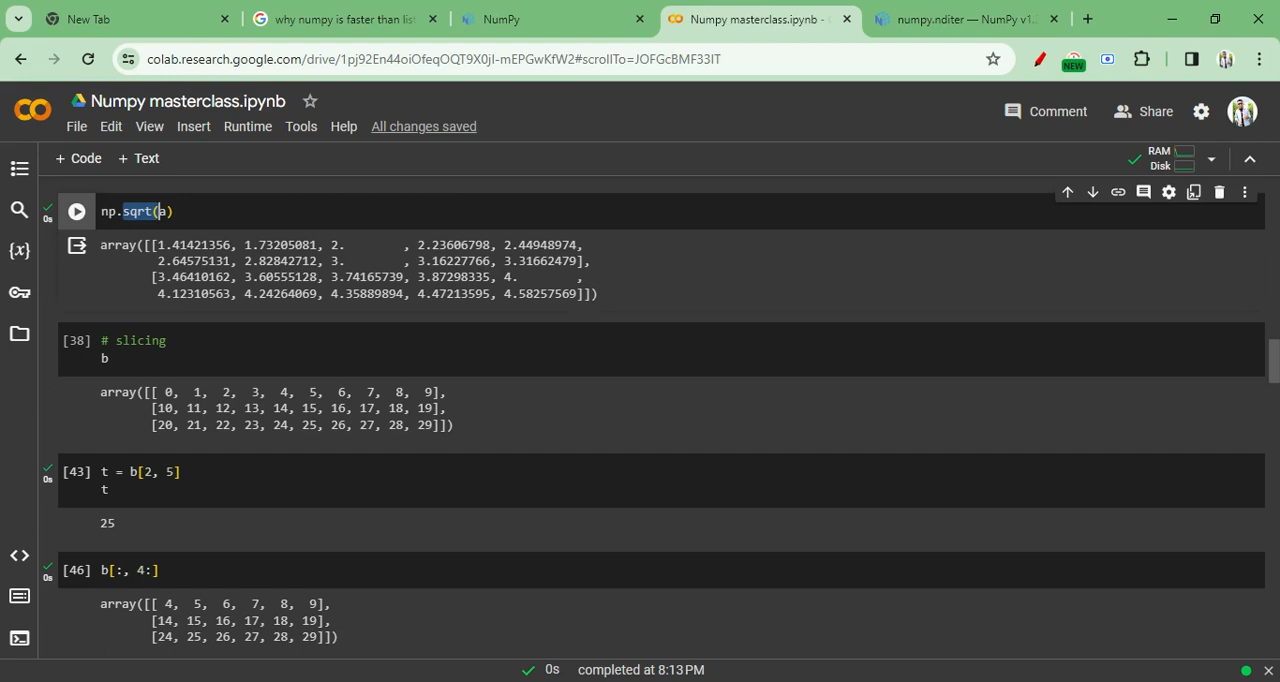 New Tab
why numpy is faster than list
NumPy
Numpy masterclass.ipynb - 
numpy.nditer — NumPy v1.
colab.research.google.com/drive/1pj92En44oiOfeqOQT9X0jI-mEPGwKfW2#scrollTo=JOFGcBMF33IT
NEW
CO
Numpy masterclass.ipynb
File Edit View Insert Runtime Tools Help All changes saved
Comment
Share
+ Code + Text
RAM
Disk
0s
np.sqrt(a)
array([[1.41421356, 1.73205081, 2.        , 2.23606798, 2.44948974,
2.64575131, 2.82842712, 3.        , 3.16227766, 3.31662479],
[3.46410162, 3.60555128, 3.74165739, 3.87298335, 4.        ,
4.12310563, 4.24264069, 4.35889894, 4.47213595, 4.58257569]])
[38] # slicing
b
array([[ 0,  1,  2,  3,  4,  5,  6,  7,  8,  9],
[10, 11, 12, 13, 14, 15, 16, 17, 18, 19],
[20, 21, 22, 23, 24, 25, 26, 27, 28, 29]])
0s
[43] t = b[2, 5]
t
25
0s
[46] b[:, 4:]
array([[ 4,  5,  6,  7,  8,  9],
[14, 15, 16, 17, 18, 19],
[24, 25, 26, 27, 28, 29]])
0s completed at 8:13 PM